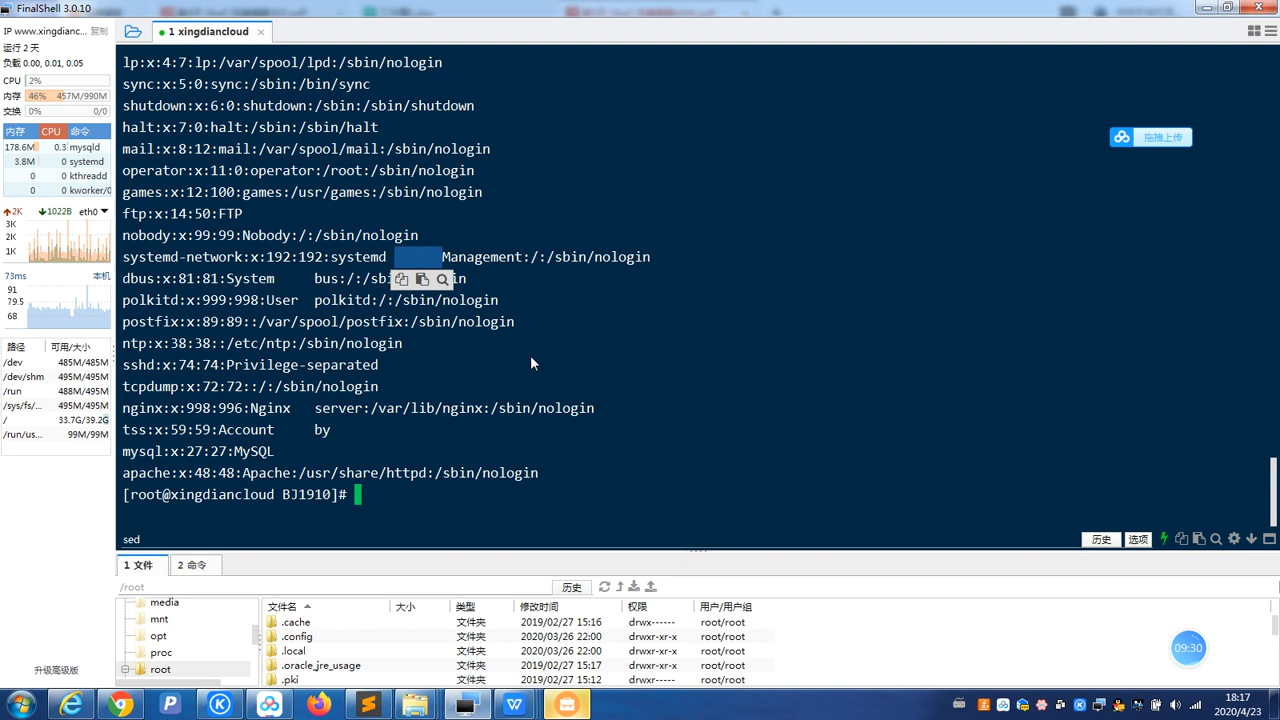 FinalShell 3.0.10
IP www.xingdianc... 复制
运行 2 天
负载 0.00, 0.01, 0.05
CPU 2%
内存 46% 457M/990M
交换 0% 0/0
内存 CPU 命令
178.6M 0.3 mysqld
3.8M 0 systemd
0 0 kthreadd
0 0 kworker/0
2K 1022B eth0
3K
2K
1K
73ms 本机
91
79.5
68
路径 可用/大小
/dev 485M/485M
/dev/shm 495M/495M
/run 488M/495M
/sys/fs/... 495M/495M
/ 33.7G/39.2G
/run/us... 99M/99M
升级高级版
1 xingdiancloud
lp:x:4:7:lp:/var/spool/lpd:/sbin/nologin
sync:x:5:0:sync:/sbin:/bin/sync
shutdown:x:6:0:shutdown:/sbin:/sbin/shutdown
halt:x:7:0:halt:/sbin:/sbin/halt
mail:x:8:12:mail:/var/spool/mail:/sbin/nologin
operator:x:11:0:operator:/root:/sbin/nologin
games:x:12:100:games:/usr/games:/sbin/nologin
ftp:x:14:50:FTP
nobody:x:99:99:Nobody:/:/sbin/nologin
systemd-network:x:192:192:systemd Management:/:/sbin/nologin
dbus:x:81:81:System bus:/:/sbi in
polkitd:x:999:998:User polkitd:/:/sbin/nologin
postfix:x:89:89::/var/spool/postfix:/sbin/nologin
ntp:x:38:38::/etc/ntp:/sbin/nologin
sshd:x:74:74:Privilege-separated
tcpdump:x:72:72::/:/sbin/nologin
nginx:x:998:996:Nginx server:/var/lib/nginx:/sbin/nologin
tss:x:59:59:Account by
mysql:x:27:27:MySQL
apache:x:48:48:Apache:/usr/share/httpd:/sbin/nologin
[root@xingdiancloud BJ1910]#
拖拽上传
sed
历史 选项
1 文件 2 命令
/root
历史
media
mnt
opt
proc
root
文件名 大小 类型 修改时间 权限 用户/用户组
.cache 文件夹 2019/02/27 15:16 drwx------ root/root
.config 文件夹 2020/03/26 22:00 drwxr-xr-x root/root
.local 文件夹 2020/03/26 22:00 drwxr-xr-x root/root
.oracle_jre_usage 文件夹 2019/02/27 15:17 drwxr-xr-x root/root
.pki 文件夹 2019/02/27 15:12 drwxr----- root/root
09:30
18:17
2020/4/23